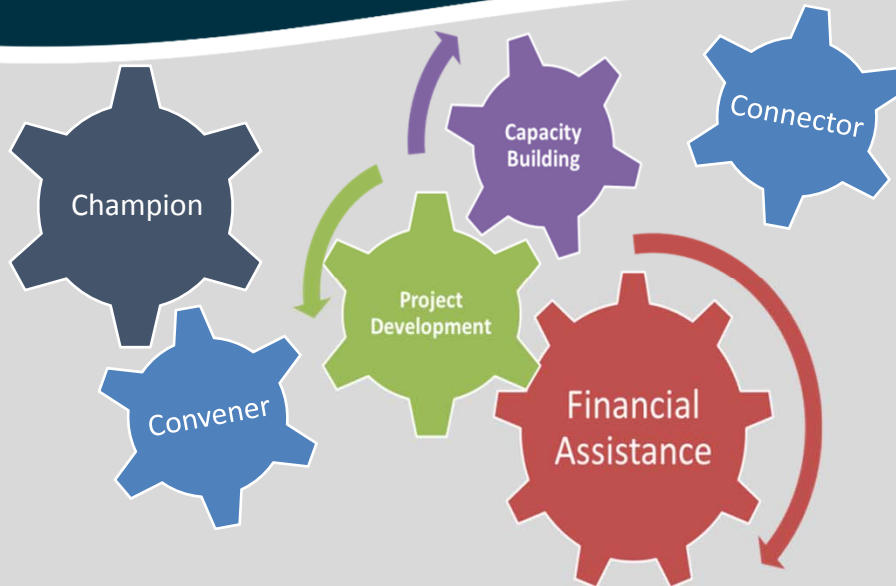 Champion
Capacity
Building
Connector
Project
Development
Convener
Financial
Assistance